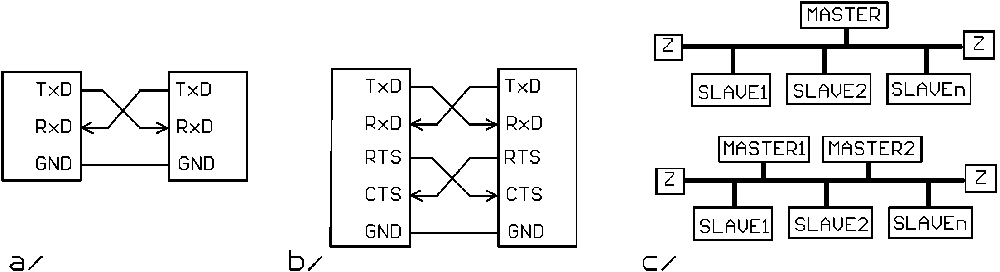 TxD TxD
RxD RxD
GND GND
a/
TxD TxD
RxD RxD
RTS RTS
CTS CTS
GND GND
b/
MASTER
Z Z
SLAVE1 SLAVE2 SLAVEn
MASTER1 MASTER2
Z Z
SLAVE1 SLAVE2 SLAVEn
c/